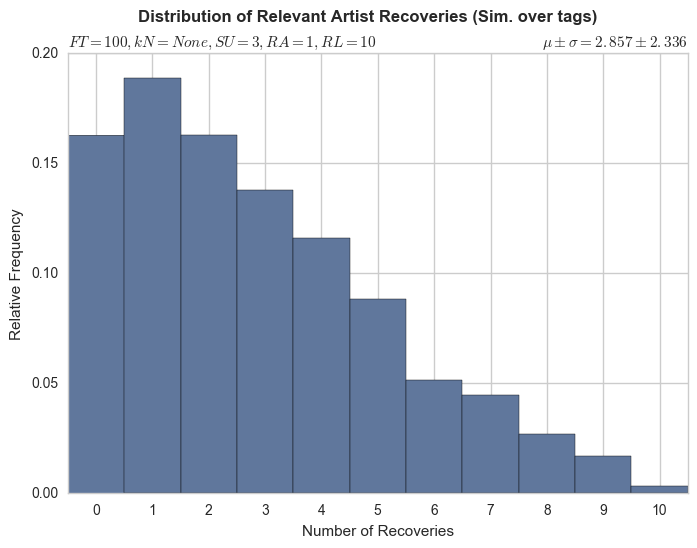 Distribution of Relevant Artist Recoveries (Sim. over tags)
FT = 100, kN = None, SU = 3, RA = 1, RL = 10 μ ± σ = 2.857 ± 2.336
0.20
0.15
0.10
0.05
0.00
Relative Frequency
0 1 2 3 4 5 6 7 8 9 10
Number of Recoveries